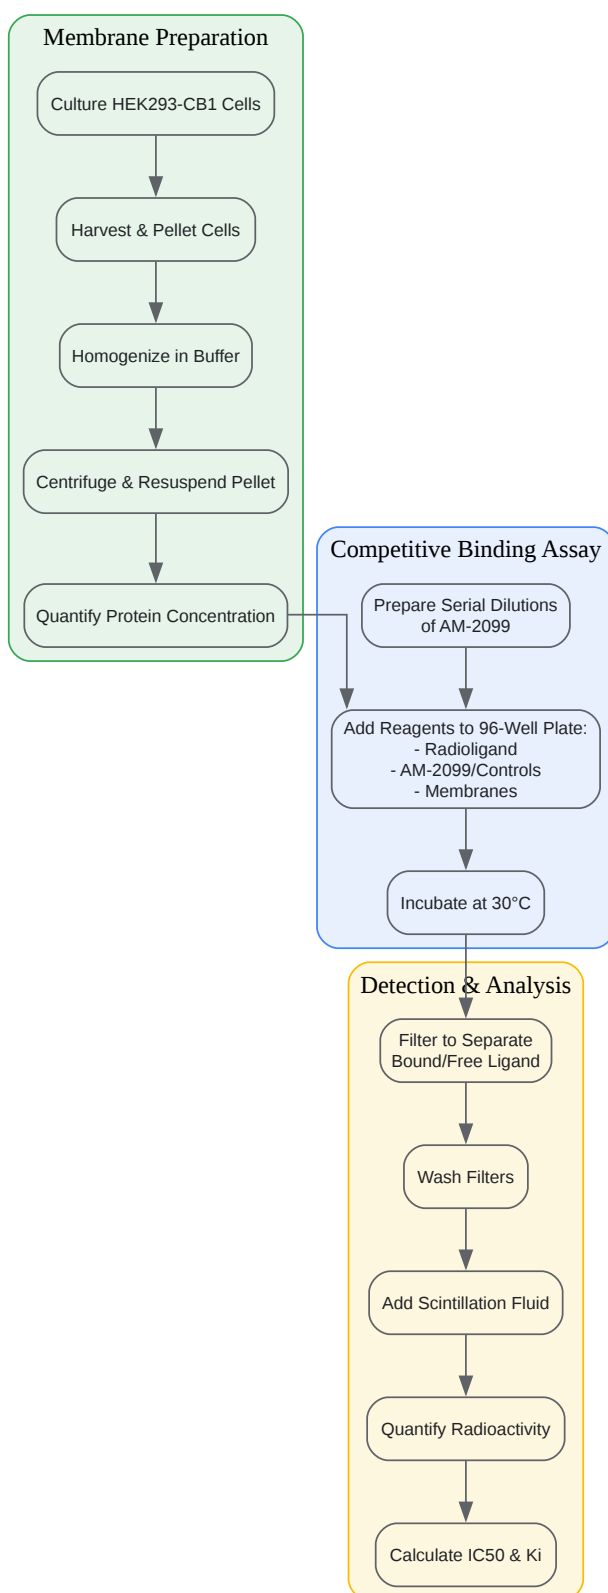 Membrane Preparation
Culture HEK293-CB1 Cells
Harvest & Pellet Cells
Homogenize in Buffer
Centrifuge & Resuspend Pellet
Quantify Protein Concentration
Competitive Binding Assay
Prepare Serial Dilutions
of AM-2099
Add Reagents to 96-Well Plate:
- Radioligand
- AM-2099/Controls
- Membranes
Incubate at 30°C
Detection & Analysis
Filter to Separate
Bound/Free Ligand
Wash Filters
Add Scintillation Fluid
Quantify Radioactivity
Calculate IC50 & Ki